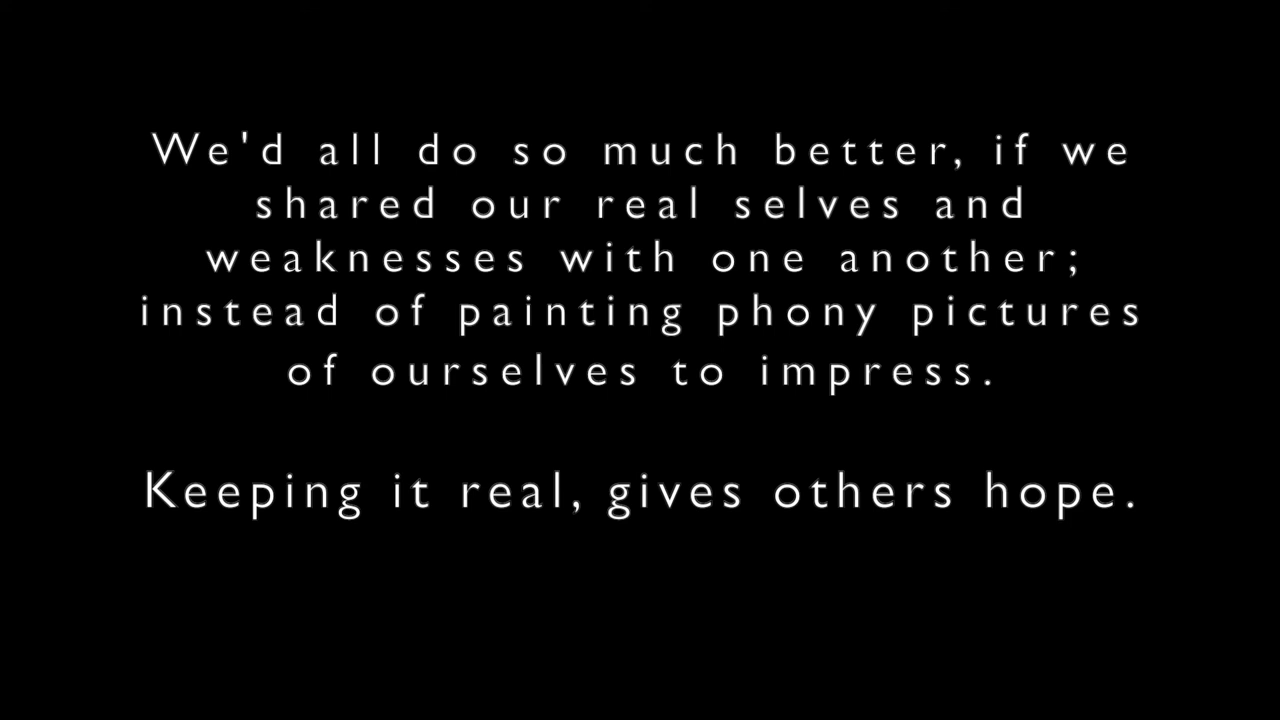 We'd all do so much better, if we
shared our real selves and
weaknesses with one another;
instead of painting phony pictures
of ourselves to impress.
Keeping it real, gives others hope.